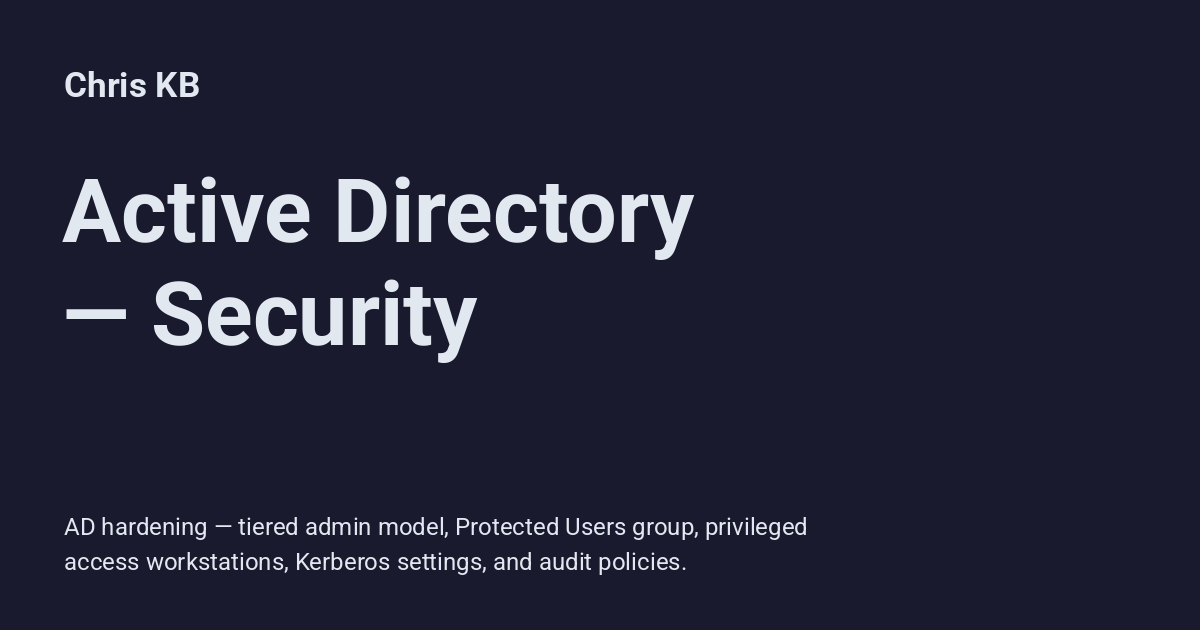 Chris KB
Active Directory
— Security
AD hardening — tiered admin model, Protected Users group, privileged
access workstations, Kerberos settings, and audit policies.